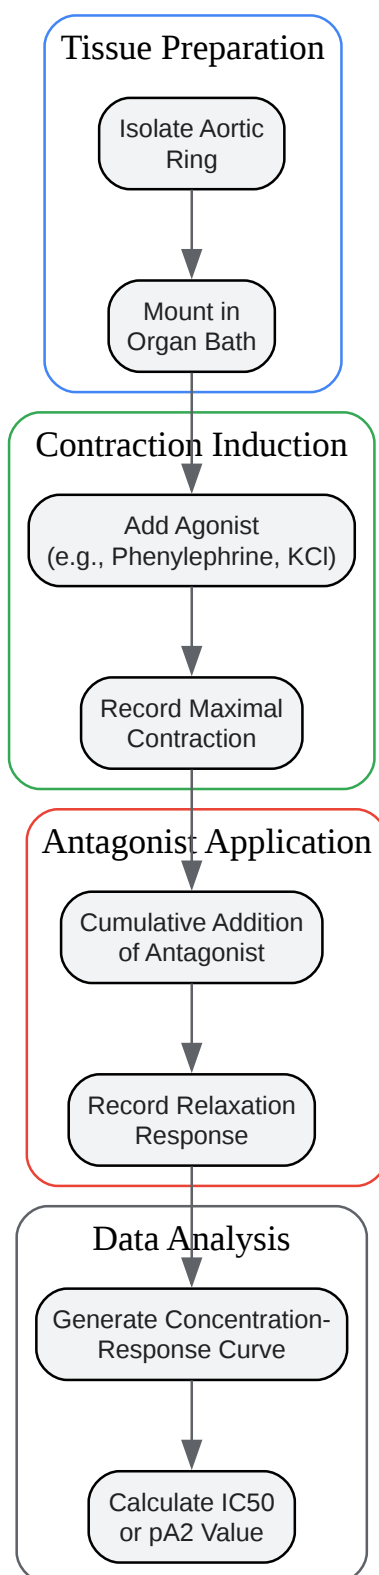 Tissue Preparation
Isolate Aortic
Ring
Mount in
Organ Bath
Contraction Induction
Add Agonist
(e.g., Phenylephrine, KCl)
Record Maximal
Contraction
Antagonist Application
Cumulative Addition
of Antagonist
Record Relaxation
Response
Data Analysis
Generate Concentration-
Response Curve
Calculate IC50
or pA2 Value